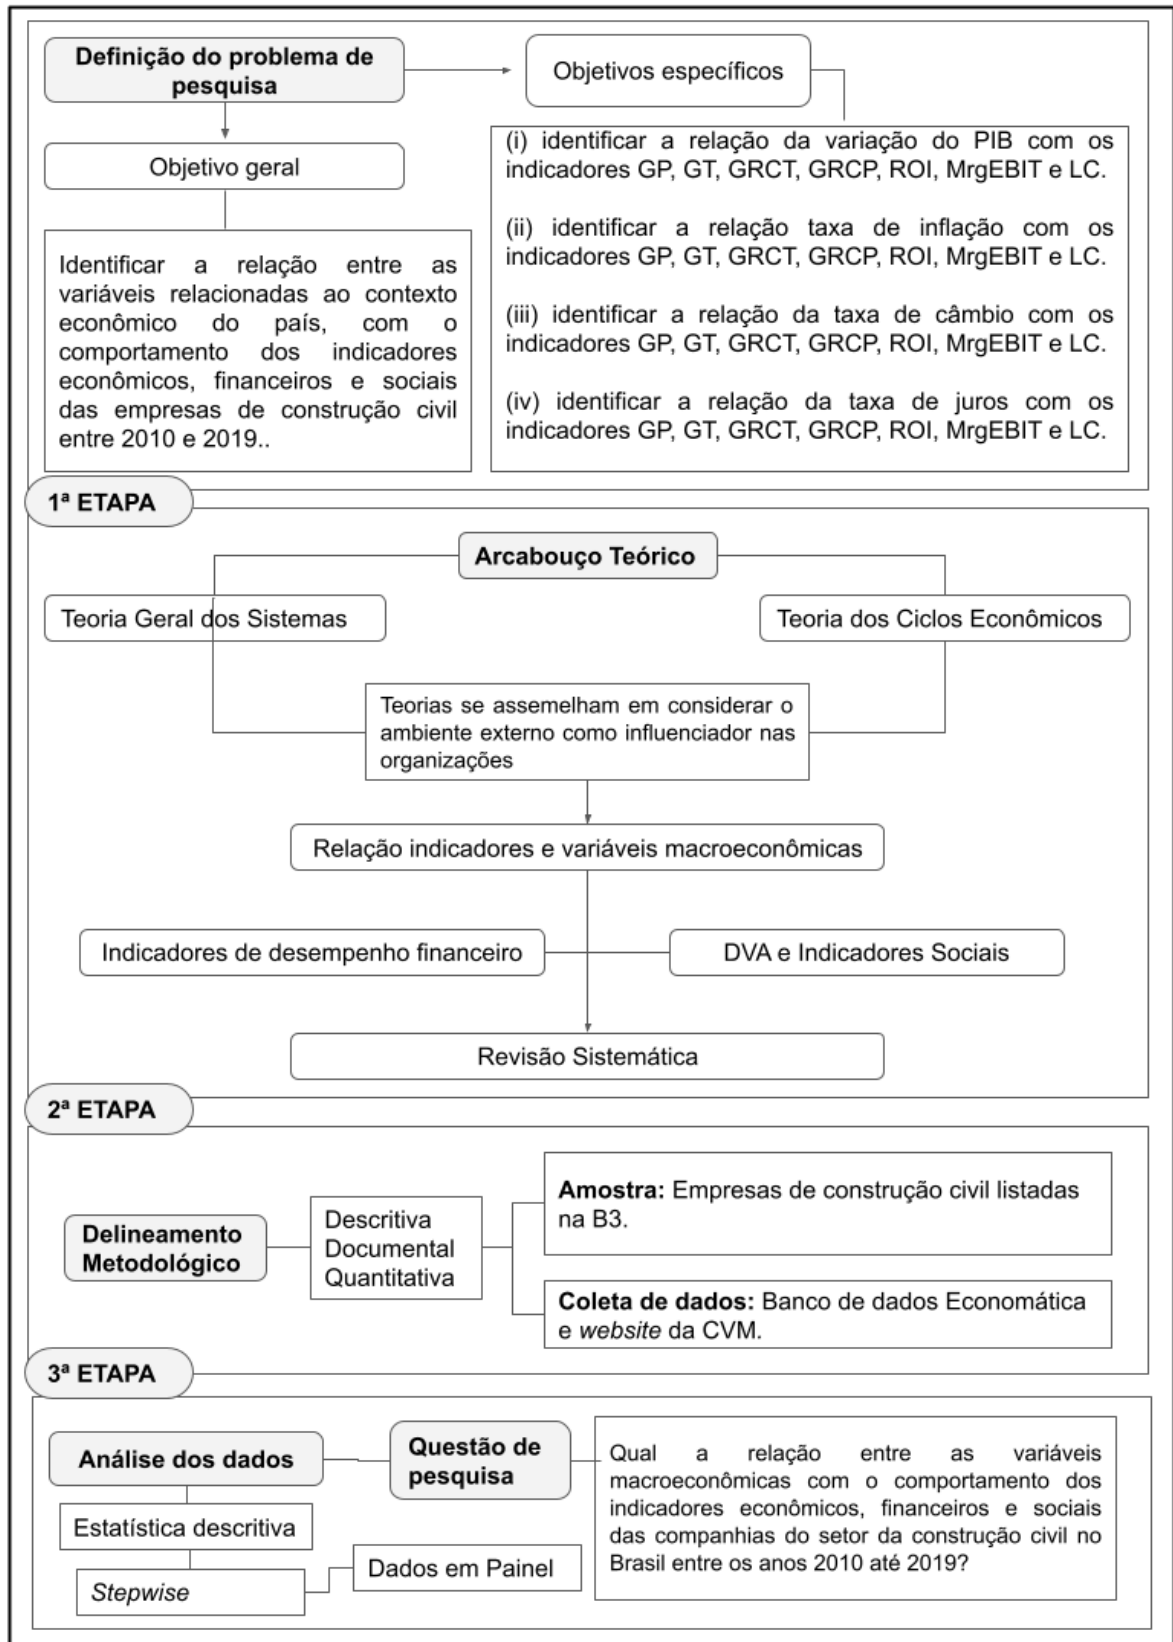 Definição do problema de
pesquisa
Objetivos específicos
Objetivo geral
Identificar a relação entre as
variáveis relacionadas ao contexto
econômico do país, com o
comportamento dos indicadores
econômicos, financeiros e sociais
das empresas de construção civil
entre 2010 e 2019..
(i) identificar a relação da variação do PIB com os
indicadores GP, GT, GRCT, GRCP, ROI, MrgEBIT e LC.
(ii) identificar a relação taxa de inflação com os
indicadores GP, GT, GRCT, GRCP, ROI, MrgEBIT e LC.
(iii) identificar a relação da taxa de câmbio com os
indicadores GP, GT, GRCT, GRCP, ROI, MrgEBIT e LC.
(iv) identificar a relação da taxa de juros com os
indicadores GP, GT, GRCT, GRCP, ROI, MrgEBIT e LC.
1ª ETAPA
Arcabouço Teórico
Teoria Geral dos Sistemas
Teoria dos Ciclos Econômicos
Teorias se assemelham em considerar o
ambiente externo como influenciador nas
organizações
Relação indicadores e variáveis macroeconômicas
Indicadores de desempenho financeiro
DVA e Indicadores Sociais
Revisão Sistemática
2ª ETAPA
Delineamento
Metodológico
Descritiva
Documental
Quantitativa
Amostra: Empresas de construção civil listadas
na B3.
Coleta de dados: Banco de dados Economática
e website da CVM.
3ª ETAPA
Análise dos dados
Questão de
pesquisa
Qual a relação entre as variáveis
macroeconômicas com o comportamento dos
indicadores econômicos, financeiros e sociais
das companhias do setor da construção civil no
Brasil entre os anos 2010 até 2019?
Estatística descritiva
Stepwise
Dados em Painel